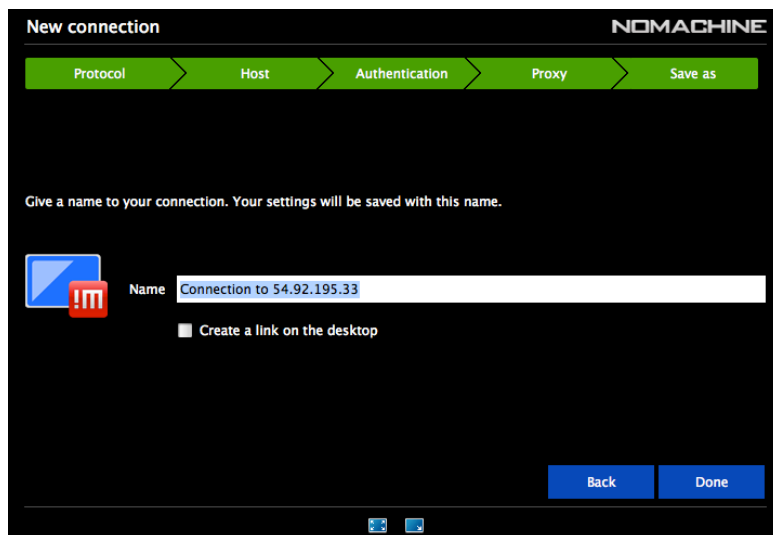 New connection
NOMACHINE
Protocol
Host
Authentication
Proxy
Save as
Give a name to your connection. Your settings will be saved with this name.
!M
Name
Connection to 54.92.195.33
Create a link on the desktop
Back
Done